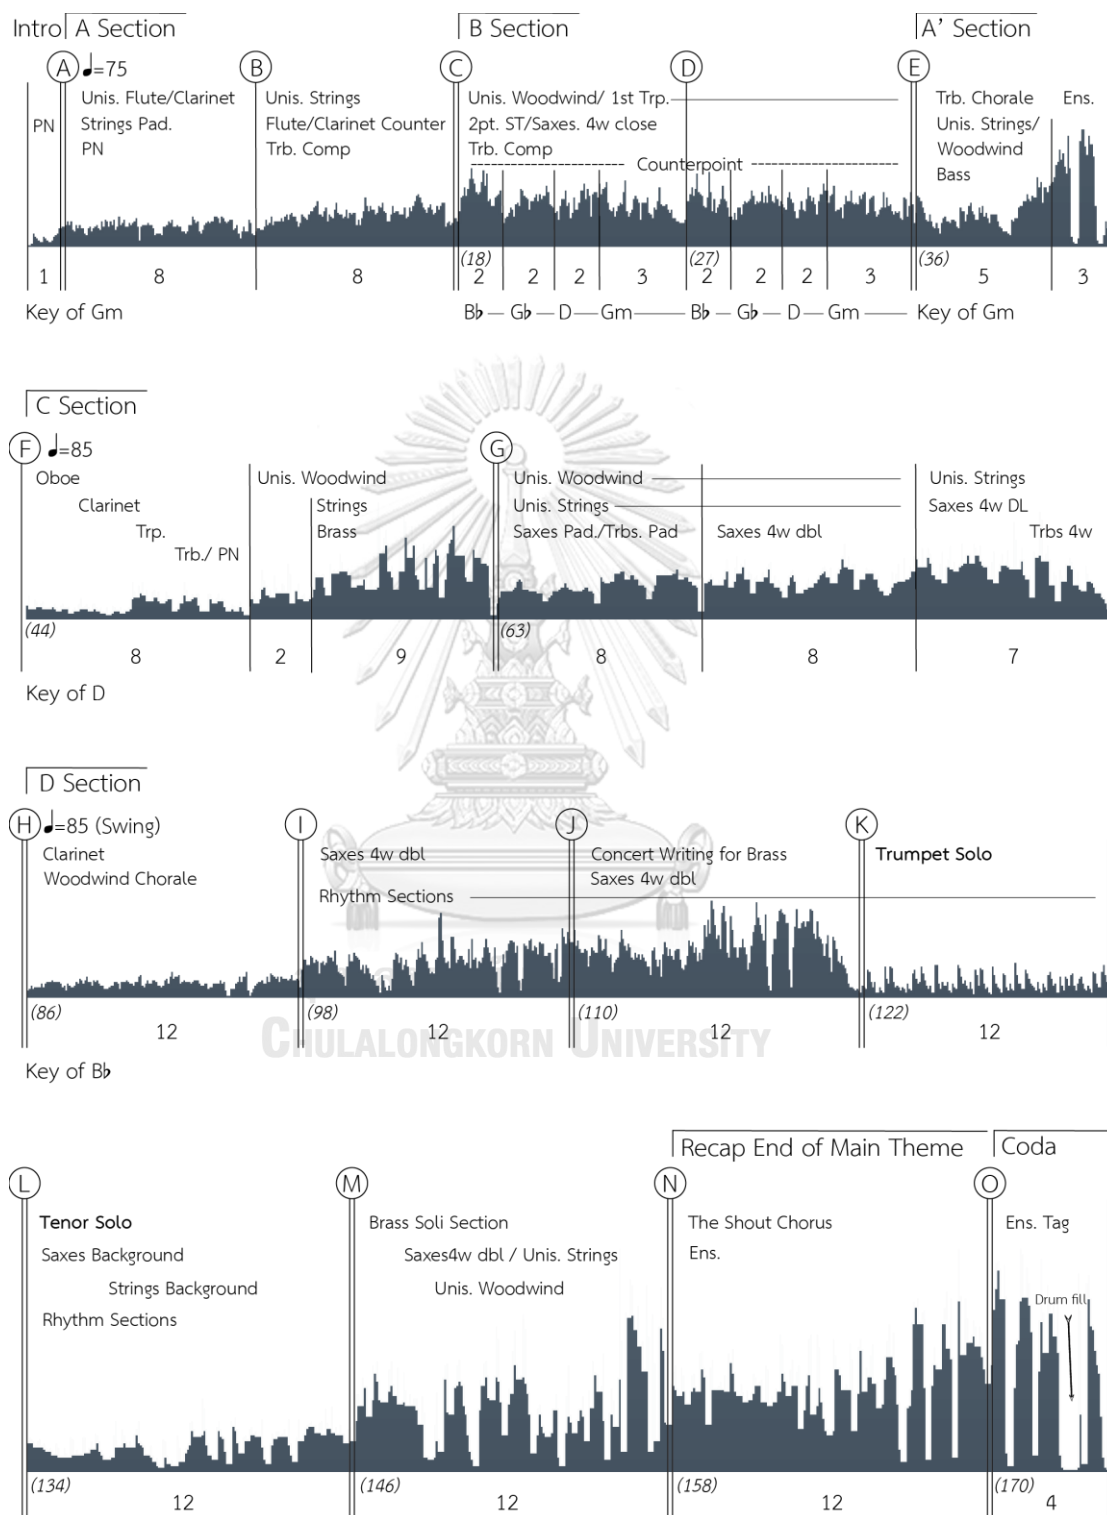 Intro A Section B Section A' Section
A ♩=75 B C D E
Unis. Flute/Clarinet Unis. Strings Unis. Woodwind/ 1st Trp. Trb. Chorale Ens.
PN Strings Pad. Flute/Clarinet Counter 2pt. ST/Saxes. 4w close Unis. Strings/
PN Trb. Comp Trb. Comp Woodwind
Counterpoint Bass
(18) (27) (36)
1 8 8 2 2 2 3 2 2 2 3 5 3
Key of Gm B♭ — G♭ — D — Gm B♭ — G♭ — D — Gm Key of Gm
C Section
F ♩=85 G
Oboe Unis. Woodwind Unis. Woodwind Unis. Strings
Clarinet Strings Unis. Strings Saxes 4w DL
Trp. Brass Saxes Pad./Trbs. Pad Saxes 4w dbl Trbs 4w
Trb./ PN
(44) (63)
8 2 9 8 8 7
Key of D
D Section
H ♩=85 (Swing) I J K
Clarinet Saxes 4w dbl Concert Writing for Brass Trumpet Solo
Woodwind Chorale Saxes 4w dbl
Rhythm Sections
(86) (98) (110) (122)
12 12 12 12
CHULALONGKORN UNIVERSITY
Key of B♭
Recap End of Main Theme Coda
L M N O
Tenor Solo Brass Soli Section The Shout Chorus Ens. Tag
Saxes Background Saxes4w dbl / Unis. Strings Ens.
Strings Background Unis. Woodwind
Drum fill
Rhythm Sections
(134) (146) (158) (170)
12 12 12 4